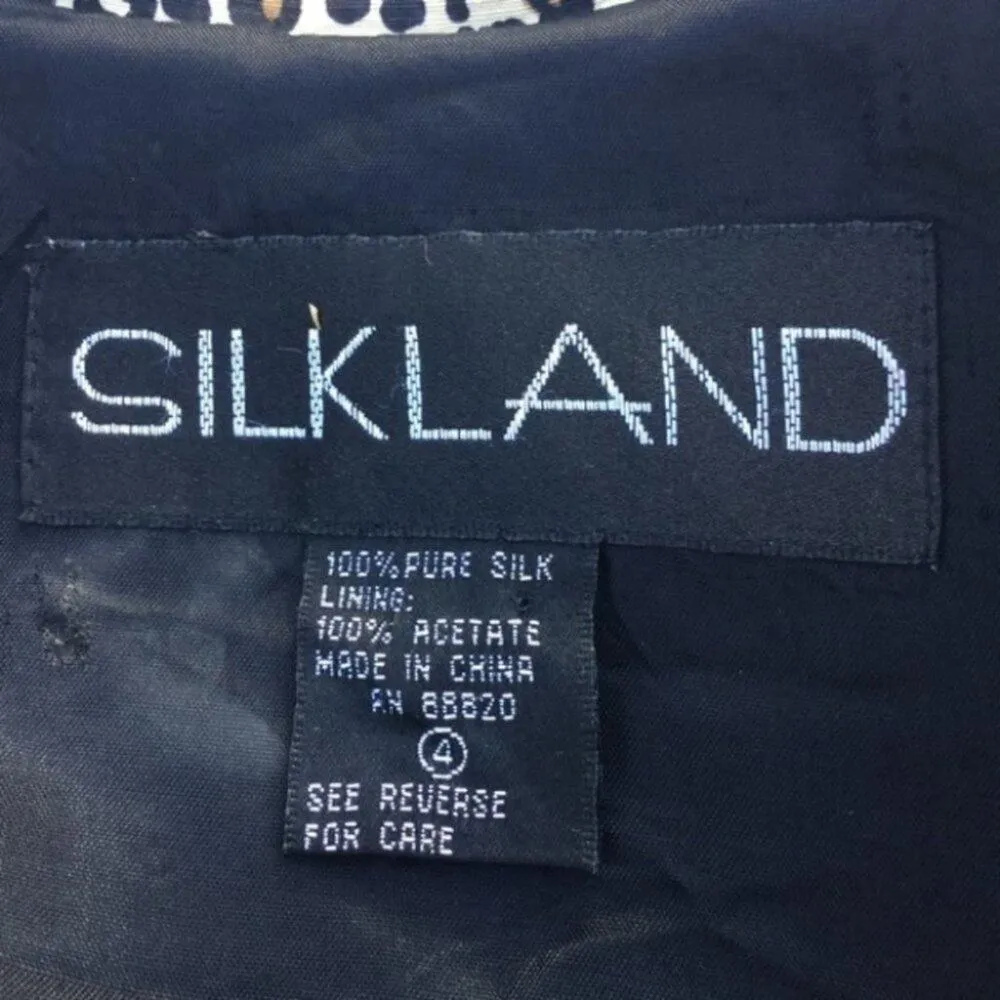 SILKLAND
100% PURE SILK
LINING:
100% ACETATE
MADE IN CHINA
RN 88820
4
SEE REVERSE
FOR CARE